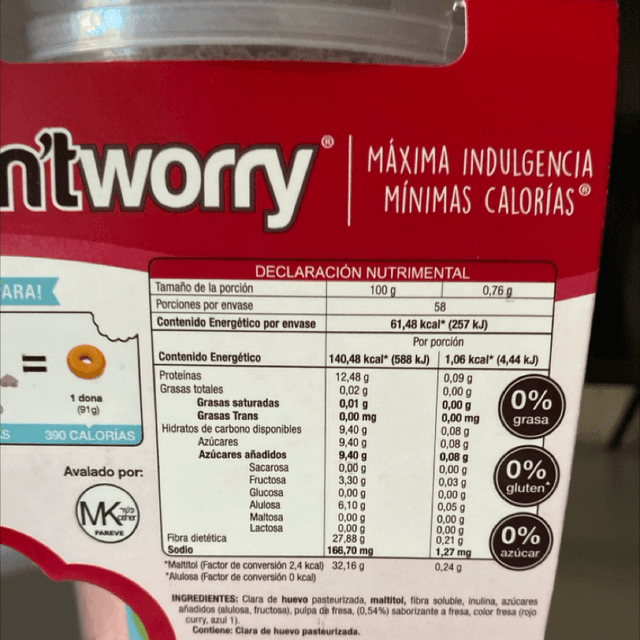 n'tworry®
MÁXIMA INDULGENCIA
MÍNIMAS CALORÍAS®
ARA!
=
1 dona
(91g)
S 390 CALORÍAS
Avalado por:
MK
PAREVE
DECLARACIÓN NUTRIMENTAL
Tamaño de la porción 100 g 0,76 g
Porciones por envase 58
Contenido Energético por envase 61,48 kcal* (257 kJ)
Por porción
Contenido Energético 140,48 kcal* (588 kJ) 1,06 kcal* (4,44 kJ)
Proteínas 12,48 g 0,09 g
Grasas totales 0,02 g 0,00 g
Grasas saturadas 0,01 g 0,00 g
Grasas Trans 0,00 mg 0,00 mg
Hidratos de carbono disponibles 9,40 g 0,08 g
Azúcares 9,40 g 0,08 g
Azúcares añadidos 9,40 g 0,08 g
Sacarosa 0,00 g 0,00 g
Fructosa 3,30 g 0,03 g
Glucosa 0,00 g 0,00 g
Alulosa 6,10 g 0,05 g
Maltosa 0,00 g 0,00 g
Lactosa 0,00 g 0,00 g
Fibra dietética 27,88 g 0,21 g
Sodio 166,70 mg 1,27 mg
*Maltitol (Factor de conversión 2,4 kcal) 32,16 g 0,24 g
*Alulosa (Factor de conversión 0 kcal)
0%
grasa
0%
gluten*
0%
azúcar
INGREDIENTES: Clara de huevo pasteurizada, maltitol, fibra soluble, inulina, azúcares
añadidos (alulosa, fructosa), pulpa de fresa, (0,54%) saborizante a fresa, color fresa (rojo
curry, azul 1).
Contiene: Clara de huevo pasteurizada.